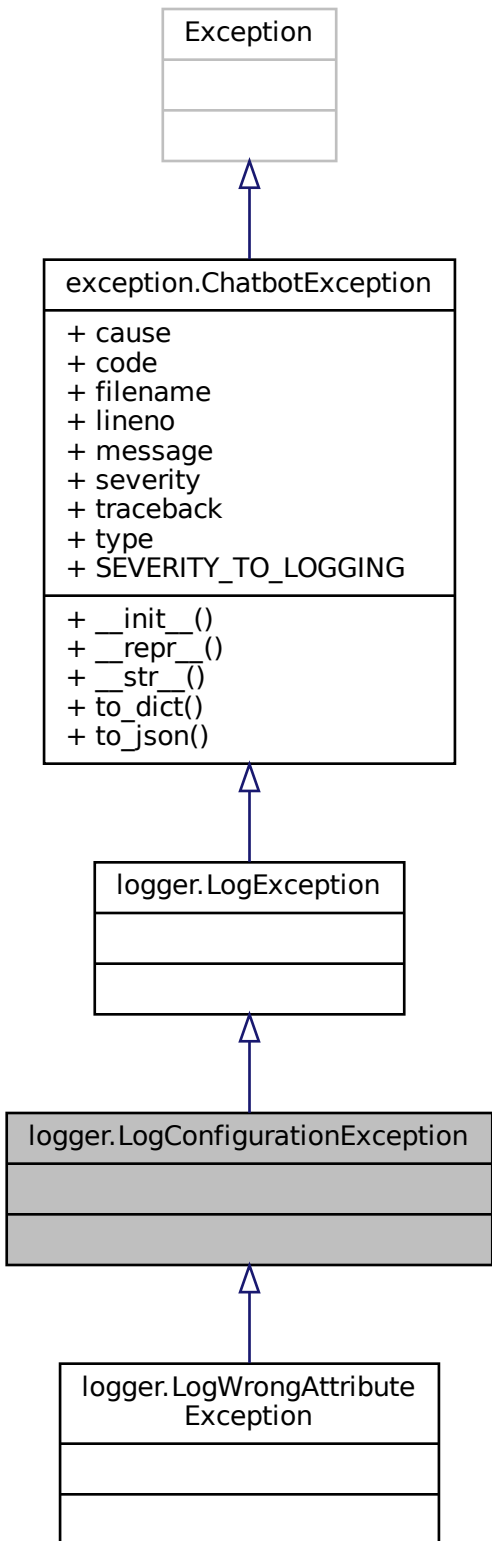 Exception
exception.ChatbotException
+ cause
+ code
+ filename
+ lineno
+ message
+ severity
+ traceback
+ type
+ SEVERITY_TO_LOGGING
+ __init__()
+ __repr__()
+ __str__()
+ to_dict()
+ to_json()
logger.LogException
logger.LogConfigurationException
logger.LogWrongAttribute
Exception